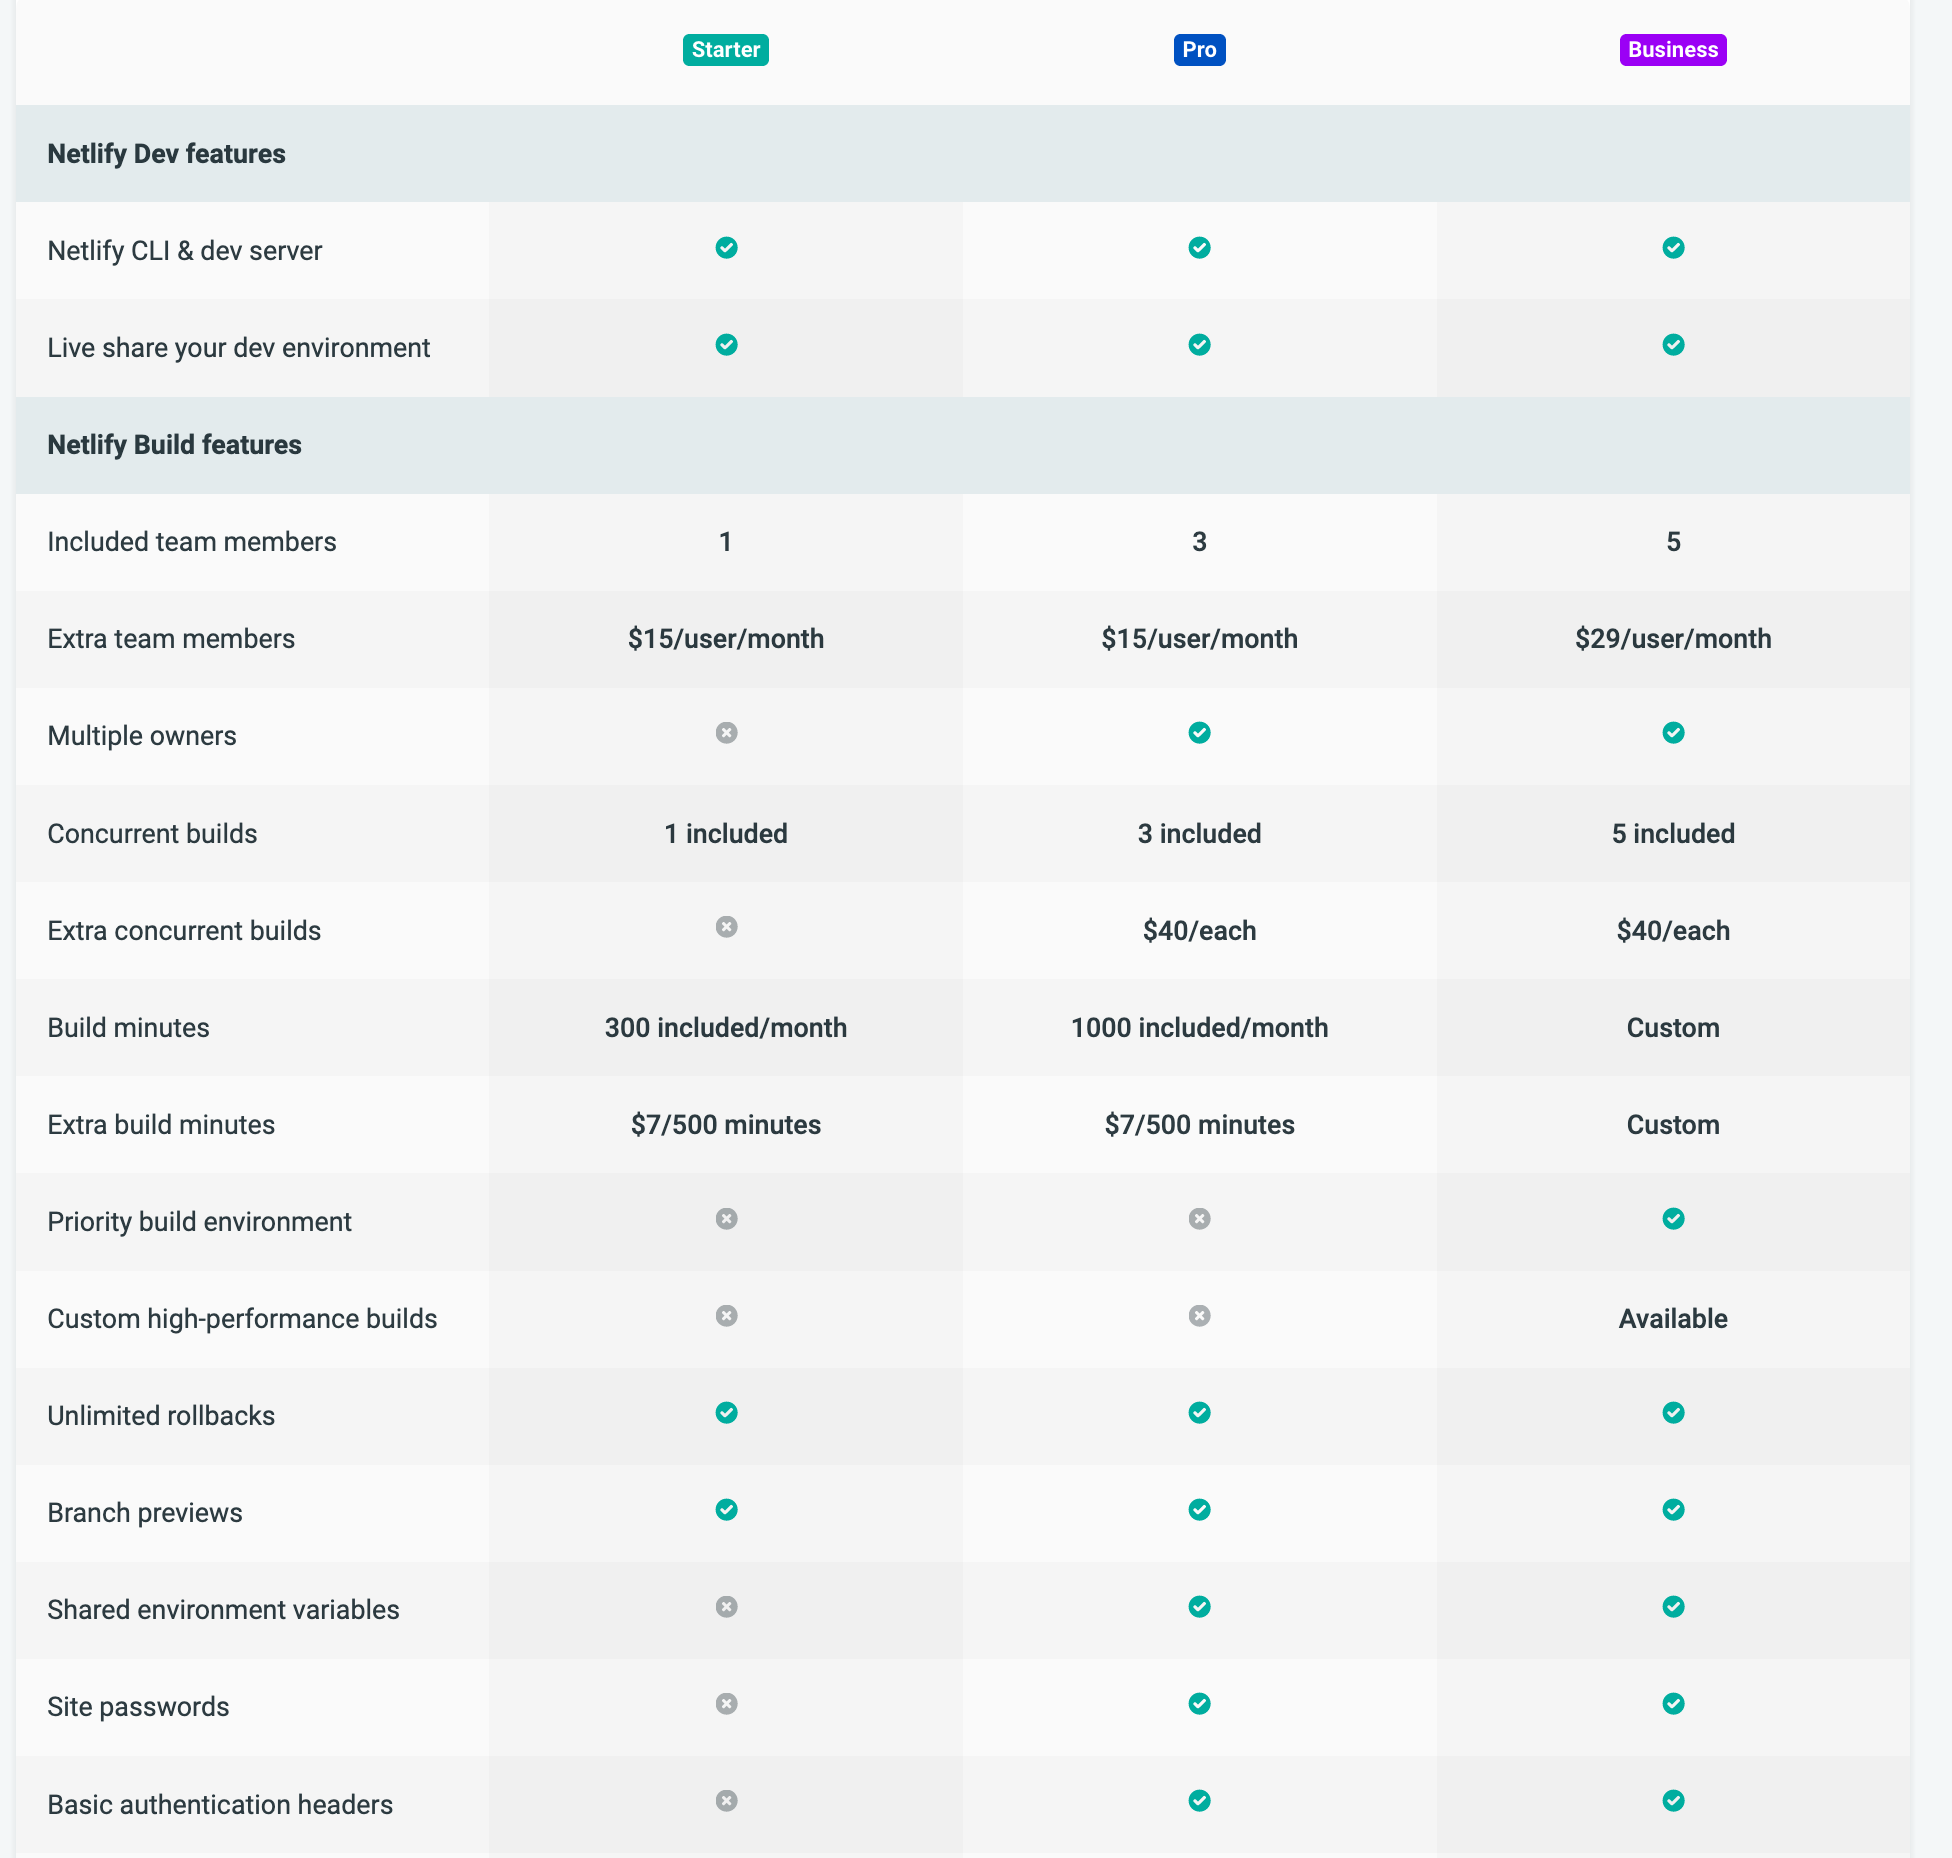 Starter Pro Business
Netlify Dev features
Netlify CLI & dev server
Live share your dev environment
Netlify Build features
Included team members 1 3 5
Extra team members $15/user/month $15/user/month $29/user/month
Multiple owners
Concurrent builds 1 included 3 included 5 included
Extra concurrent builds $40/each $40/each
Build minutes 300 included/month 1000 included/month Custom
Extra build minutes $7/500 minutes $7/500 minutes Custom
Priority build environment
Custom high-performance builds Available
Unlimited rollbacks
Branch previews
Shared environment variables
Site passwords
Basic authentication headers